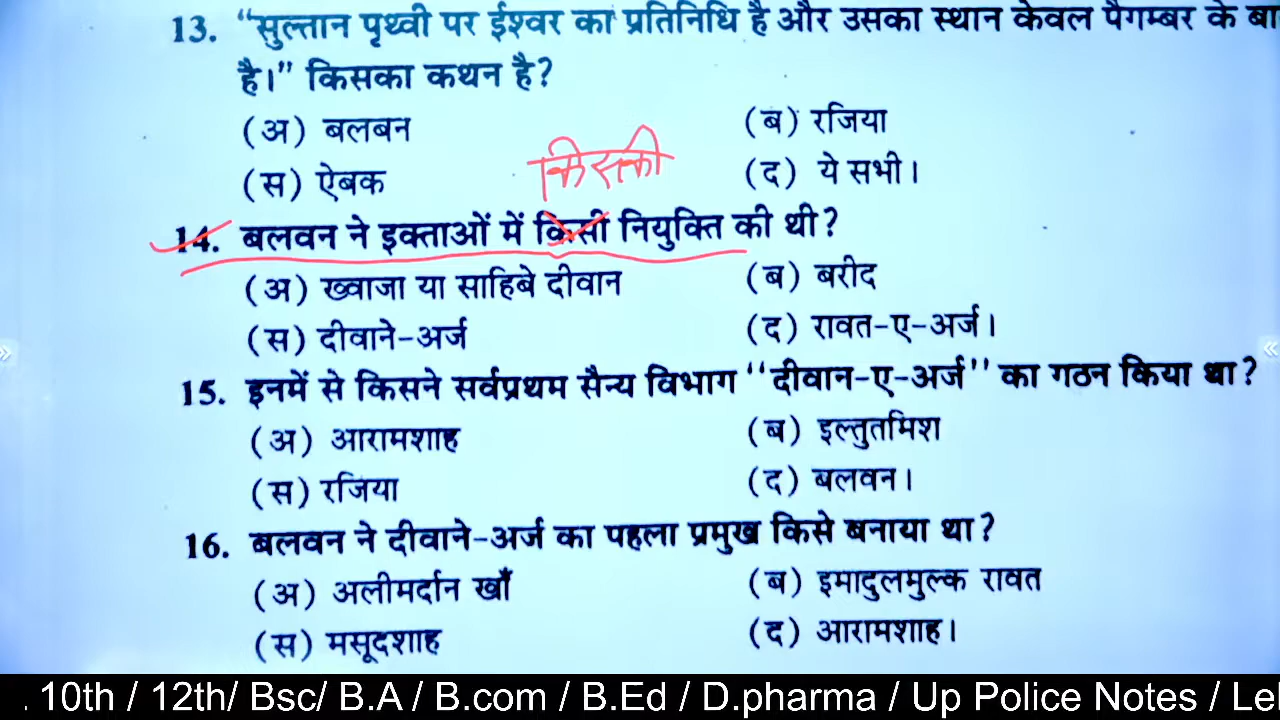 13. “सुल्तान पृथ्वी पर ईश्वर का प्रतिनिधि है और उसका स्थान केवल पैगम्बर के बा
है।” किसका कथन है?
(अ) बलबन (ब) रजिया
(स) ऐबक (द) ये सभी।
किसकी
14. बलवन ने इक्ताओं में किसी नियुक्ति की थी?
(अ) ख्वाजा या साहिबे दीवान (ब) बरीद
(स) दीवाने-अर्ज (द) रावत-ए-अर्ज।
15. इनमें से किसने सर्वप्रथम सैन्य विभाग ‘‘दीवान-ए-अर्ज’’ का गठन किया था?
(अ) आरामशाह (ब) इल्तुतमिश
(स) रजिया (द) बलवन।
16. बलवन ने दीवाने-अर्ज का पहला प्रमुख किसे बनाया था?
(अ) अलीमर्दान खाँ (ब) इमादुलमुल्क रावत
(स) मसूदशाह (द) आरामशाह।
. 10th / 12th/ Bsc/ B.A / B.com / B.Ed / D.pharma / Up Police Notes / Lel